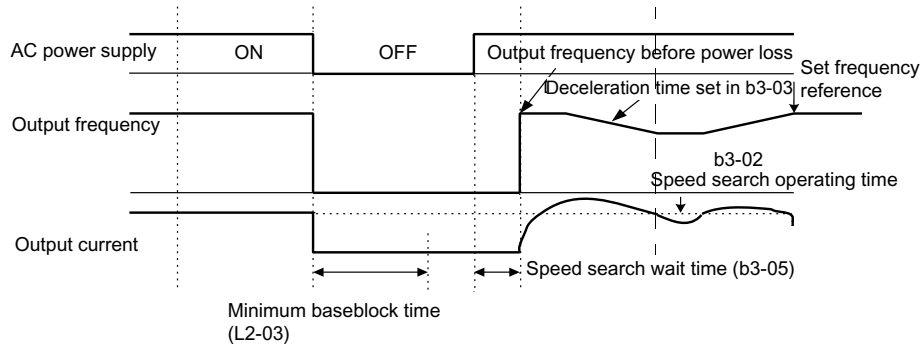 AC power supply
ON
OFF
Output frequency before power loss
Deceleration time set in b3-03
Set frequency
reference
Output frequency
b3-02
Speed search operating time
Output current
Speed search wait time (b3-05)
Minimum baseblock time
(L2-03)